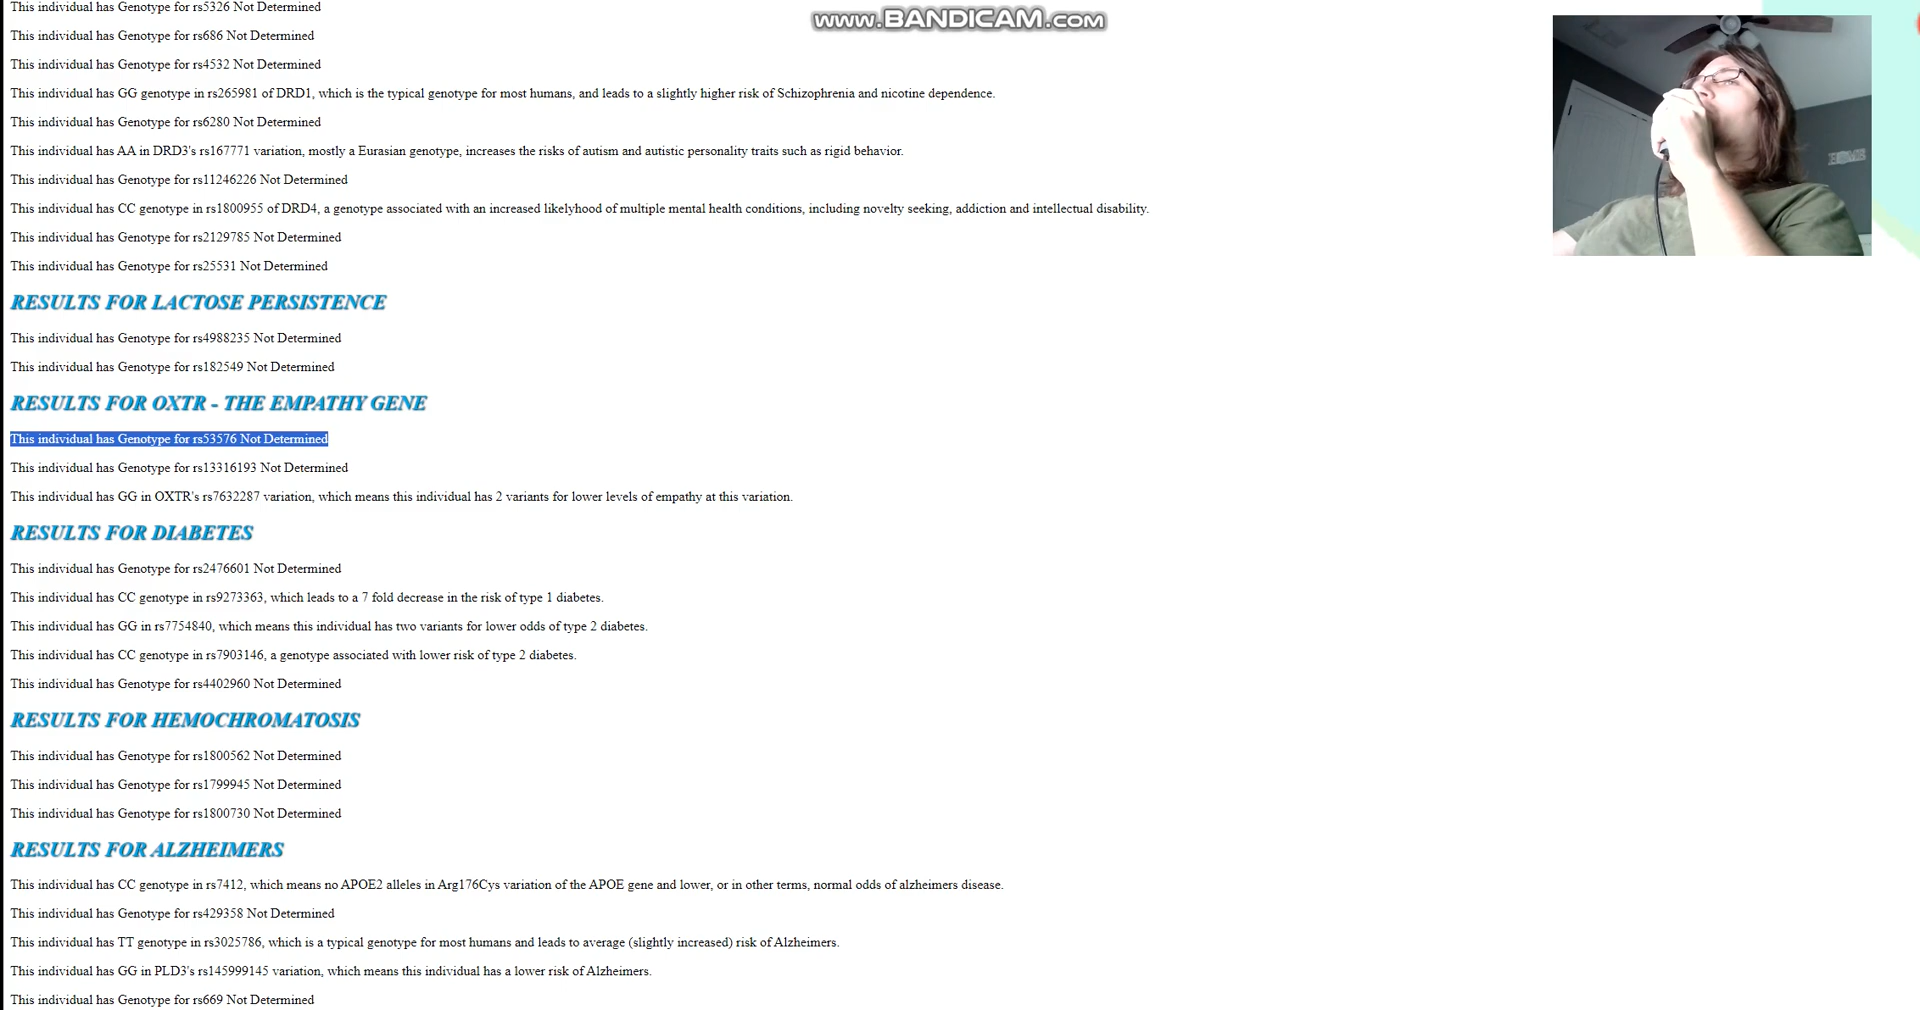 This individual has Genotype for rs5326 Not Determined
www.BANDICAM.com
This individual has Genotype for rs686 Not Determined
This individual has Genotype for rs4532 Not Determined
This individual has GG genotype in rs265981 of DRD1, which is the typical genotype for most humans, and leads to a slightly higher risk of Schizophrenia and nicotine dependence.
This individual has Genotype for rs6280 Not Determined
This individual has AA in DRD3's rs167771 variation, mostly a Eurasian genotype, increases the risks of autism and autistic personality traits such as rigid behavior.
This individual has Genotype for rs11246226 Not Determined
This individual has CC genotype in rs1800955 of DRD4, a genotype associated with an increased likelyhood of multiple mental health conditions, including novelty seeking, addiction and intellectual disability.
This individual has Genotype for rs2129785 Not Determined
This individual has Genotype for rs25531 Not Determined
RESULTS FOR LACTOSE PERSISTENCE
This individual has Genotype for rs4988235 Not Determined
This individual has Genotype for rs182549 Not Determined
RESULTS FOR OXTR - THE EMPATHY GENE
This individual has Genotype for rs53576 Not Determined
This individual has Genotype for rs13316193 Not Determined
This individual has GG in OXTR's rs7632287 variation, which means this individual has 2 variants for lower levels of empathy at this variation.
RESULTS FOR DIABETES
This individual has Genotype for rs2476601 Not Determined
This individual has CC genotype in rs9273363, which leads to a 7 fold decrease in the risk of type 1 diabetes.
This individual has GG in rs7754840, which means this individual has two variants for lower odds of type 2 diabetes.
This individual has CC genotype in rs7903146, a genotype associated with lower risk of type 2 diabetes.
This individual has Genotype for rs4402960 Not Determined
RESULTS FOR HEMOCHROMATOSIS
This individual has Genotype for rs1800562 Not Determined
This individual has Genotype for rs1799945 Not Determined
This individual has Genotype for rs1800730 Not Determined
RESULTS FOR ALZHEIMERS
This individual has CC genotype in rs7412, which means no APOE2 alleles in Arg176Cys variation of the APOE gene and lower, or in other terms, normal odds of alzheimers disease.
This individual has Genotype for rs429358 Not Determined
This individual has TT genotype in rs3025786, which is a typical genotype for most humans and leads to average (slightly increased) risk of Alzheimers.
This individual has GG in PLD3's rs145999145 variation, which means this individual has a lower risk of Alzheimers.
This individual has Genotype for rs669 Not Determined